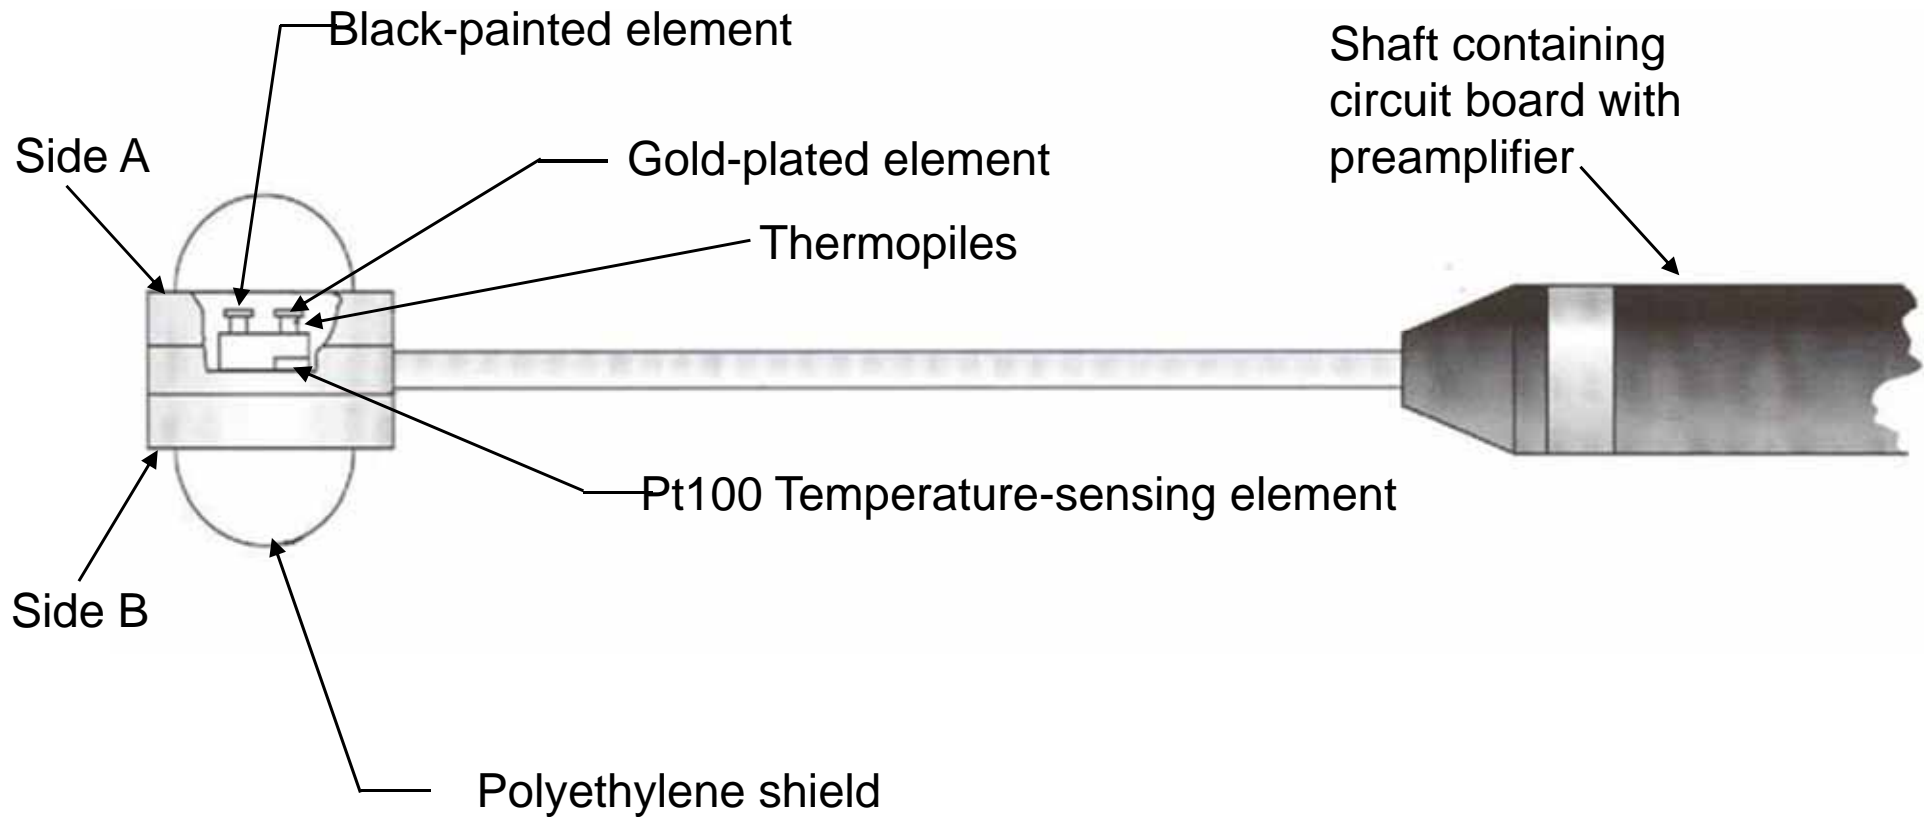 Black-painted element
Shaft containing
circuit board with
preamplifier
Side A
Gold-plated element
Thermopiles
Pt100 Temperature-sensing element
Side B
Polyethylene shield